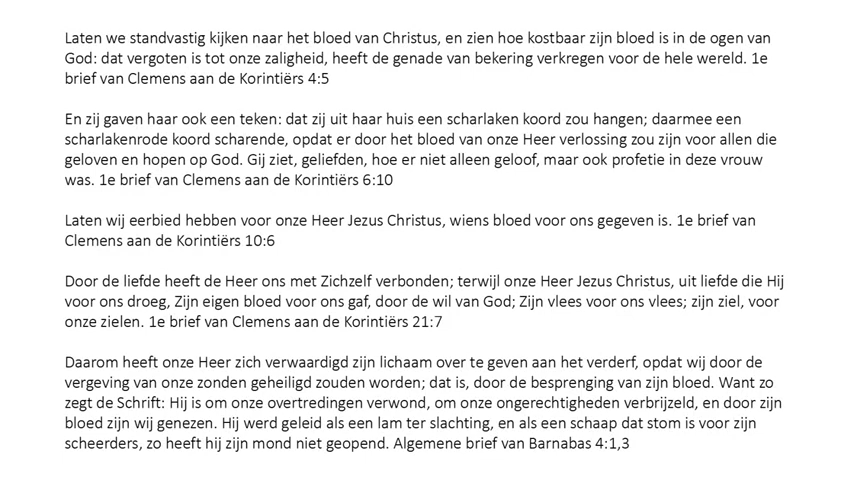 Laten we standvastig kijken naar het bloed van Christus, en zien hoe kostbaar zijn bloed is in de ogen van
God: dat vergoten is tot onze zaligheid, heeft de genade van bekering verkregen voor de hele wereld. 1e
brief van Clemens aan de Korintiërs 4:5
En zij gaven haar ook een teken: dat zij uit haar huis een scharlaken koord zou hangen; daarmee een
scharlakenrode koord scharende, opdat er door het bloed van onze Heer verlossing zou zijn voor allen die
geloven en hopen op God. Gij ziet, geliefden, hoe er niet alleen geloof, maar ook profetie in deze vrouw
was. 1e brief van Clemens aan de Korintiërs 6:10
Laten wij eerbied hebben voor onze Heer Jezus Christus, wiens bloed voor ons gegeven is. 1e brief van
Clemens aan de Korintiërs 10:6
Door de liefde heeft de Heer ons met Zichzelf verbonden; terwijl onze Heer Jezus Christus, uit liefde die Hij
voor ons droeg, Zijn eigen bloed voor ons gaf, door de wil van God; Zijn vlees voor ons vlees; zijn ziel, voor
onze zielen. 1e brief van Clemens aan de Korintiërs 21:7
Daarom heeft onze Heer zich verwaardigd zijn lichaam over te geven aan het verderf, opdat wij door de
vergeving van onze zonden geheiligd zouden worden; dat is, door de besprenging van zijn bloed. Want zo
zegt de Schrift: Hij is om onze overtredingen verwond, om onze ongerechtigheden verbrijzeld, en door zijn
bloed zijn wij genezen. Hij werd geleid als een lam ter slachting, en als een schaap dat stom is voor zijn
scheerders, zo heeft hij zijn mond niet geopend. Algemene brief van Barnabas 4:1,3